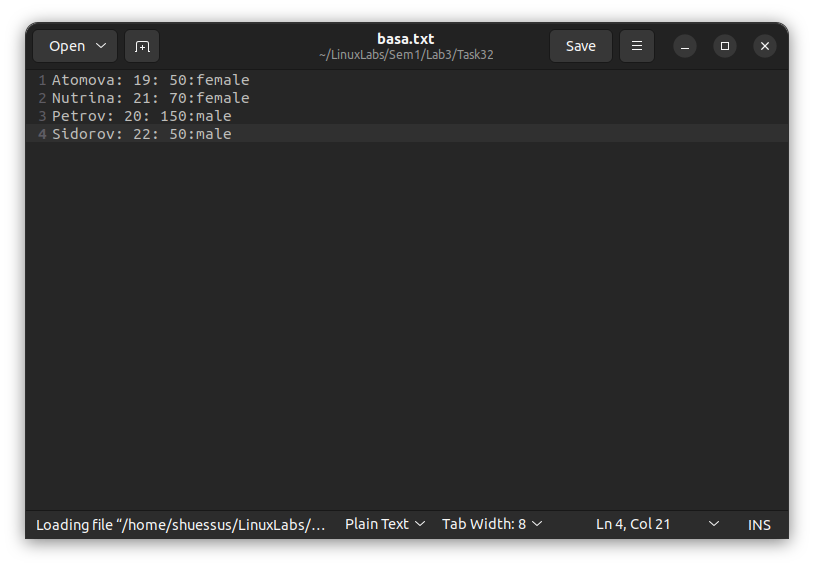 Open
basa.txt
~/LinuxLabs/Sem1/Lab3/Task32
Save
1 Atomova: 19: 50:female
2 Nutrina: 21: 70:female
3 Petrov: 20: 150:male
4 Sidorov: 22: 50:male
Loading file “/home/shuessus/LinuxLabs/… Plain Text Tab Width: 8 Ln 4, Col 21 INS